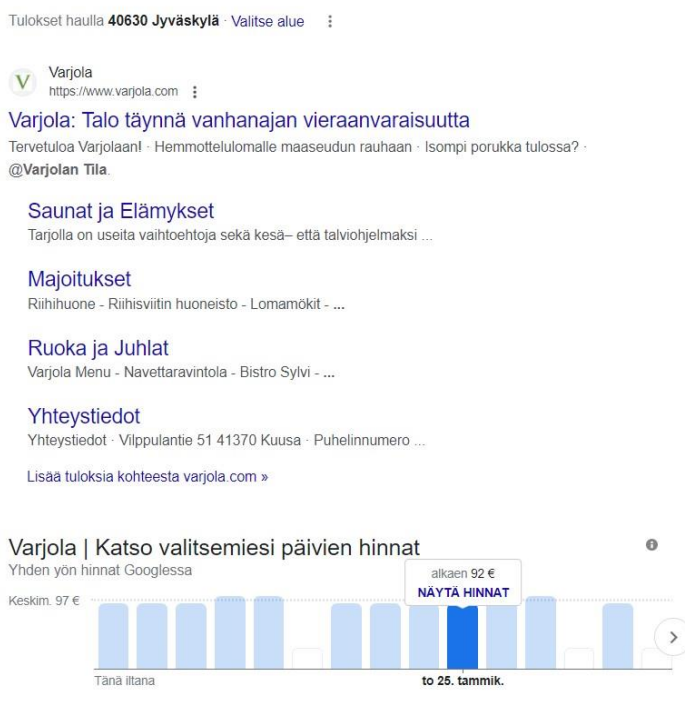 Tulokset haulla 40630 Jyväskylä · Valitse alue
V
Varjola
https://www.varjola.com
Varjola: Talo täynnä vanhanajan vieraanvaraisuutta
Tervetuloa Varjolaan! · Hemmottelulomalle maaseudun rauhaan · Isompi porukka tulossa? ·
@Varjolan Tila.
Saunat ja Elämykset
Tarjolla on useita vaihtoehtoja sekä kesä– että talviohjelmaksi ...
Majoitukset
Riihihuone - Riihisviitin huoneisto - Lomamökit - ...
Ruoka ja Juhlat
Varjola Menu - Navettaravintola - Bistro Sylvi - ...
Yhteystiedot
Yhteystiedot · Vilppulantie 51 41370 Kuusa · Puhelinnumero ...
Lisää tuloksia kohteesta varjola.com »
Varjola | Katso valitsemiesi päivien hinnat
Yhden yön hinnat Googlessa
alkaen 92 €
NÄYTÄ HINNAT
Keskim. 97 €
Tänä iltana
to 25. tammik.